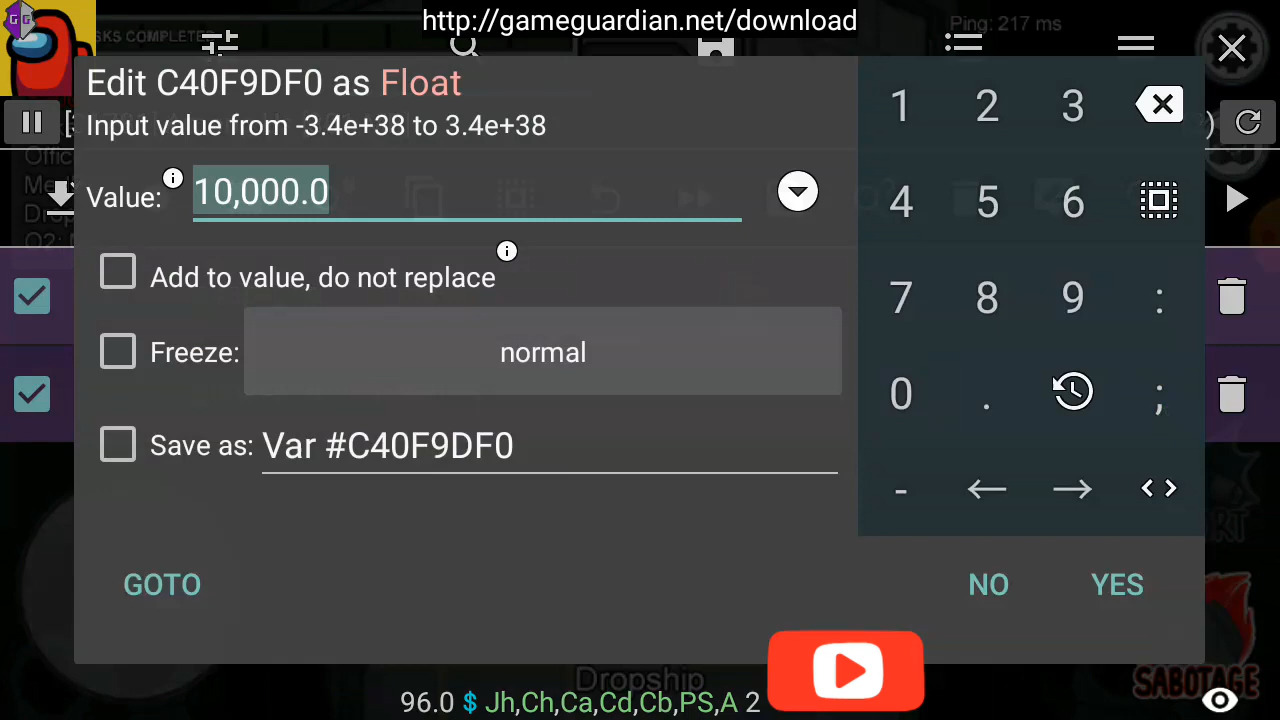 http://gameguardian.net/download
Ping: 217 ms
SKS COMPLETE
Edit C40F9DF0 as Float
Input value from -3.4e+38 to 3.4e+38
Value: 10,000.0
Add to value, do not replace
Freeze: normal
Save as: Var #C40F9DF0
1 2 3
4 5 6
7 8 9 :
0 . ;
- ← → < >
GOTO NO YES
Dropship
SABOTAGE
96.0 $ Jh,Ch,Ca,Cd,Cb,PS,A 2